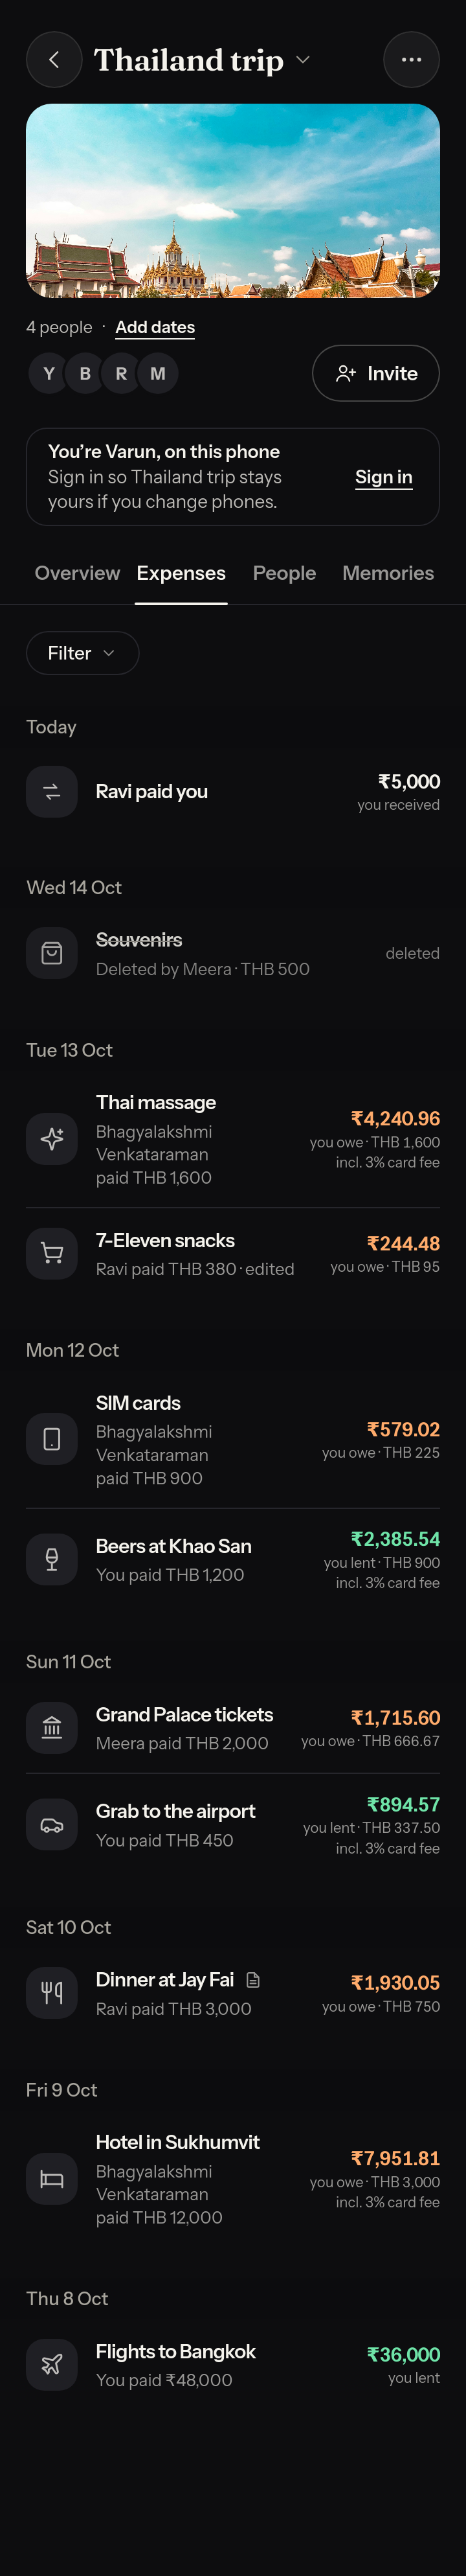 Thailand trip
4 people · Add dates
Y B R M
Invite
You’re Varun, on this phone
Sign in so Thailand trip stays
yours if you change phones.
Sign in
Overview Expenses People Memories
Filter
Today
Ravi paid you
₹5,000
you received
Wed 14 Oct
Souvenirs
Deleted by Meera · THB 500
deleted
Tue 13 Oct
Thai massage
Bhagyalakshmi
Venkataraman
paid THB 1,600
₹4,240.96
you owe · THB 1,600
incl. 3% card fee
7-Eleven snacks
Ravi paid THB 380 · edited
₹244.48
you owe · THB 95
Mon 12 Oct
SIM cards
Bhagyalakshmi
Venkataraman
paid THB 900
₹579.02
you owe · THB 225
Beers at Khao San
You paid THB 1,200
₹2,385.54
you lent · THB 900
incl. 3% card fee
Sun 11 Oct
Grand Palace tickets
Meera paid THB 2,000
₹1,715.60
you owe · THB 666.67
Grab to the airport
You paid THB 450
₹894.57
you lent · THB 337.50
incl. 3% card fee
Sat 10 Oct
Dinner at Jay Fai
Ravi paid THB 3,000
₹1,930.05
you owe · THB 750
Fri 9 Oct
Hotel in Sukhumvit
Bhagyalakshmi
Venkataraman
paid THB 12,000
₹7,951.81
you owe · THB 3,000
incl. 3% card fee
Thu 8 Oct
Flights to Bangkok
You paid ₹48,000
₹36,000
you lent